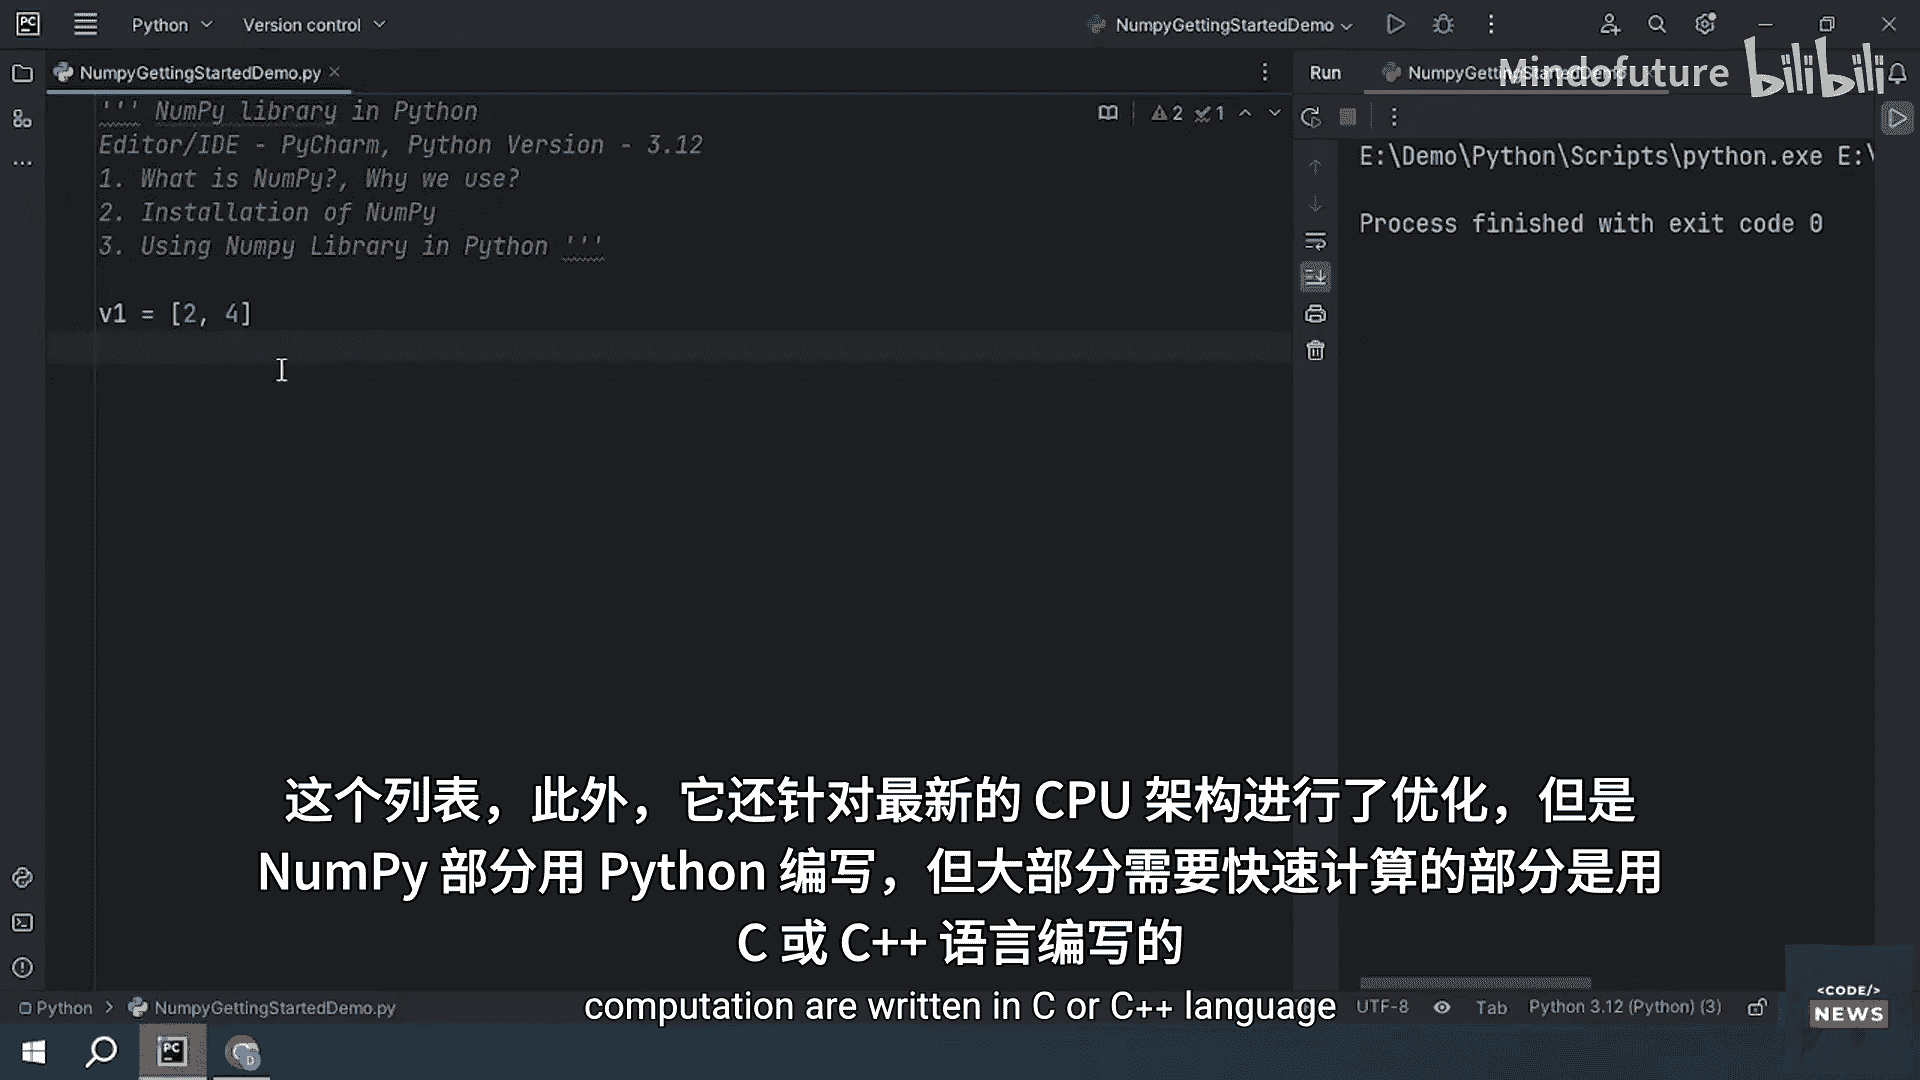 PC
Python
Version control
NumpyGettingStartedDemo
NumpyGettingStartedDemo.py
Run
Mindofuture bilibili
''' NumPy library in Python
Editor/IDE - PyCharm, Python Version - 3.12
1. What is NumPy?, Why we use?
2. Installation of NumPy
3. Using Numpy Library in Python '''
v1 = [2, 4]
2 1
E:\Demo\Python\Scripts\python.exe E:\
Process finished with exit code 0
这个列表，此外，它还针对最新的 CPU 架构进行了优化，但是
NumPy 部分用 Python 编写，但大部分需要快速计算的部分是用
C 或 C++ 语言编写的
computation are written in C or C++ language
Python > NumpyGettingStartedDemo.py
UTF-8 Tab Python 3.12 (Python) (3)
<CODE/>
NEWS
PC
D